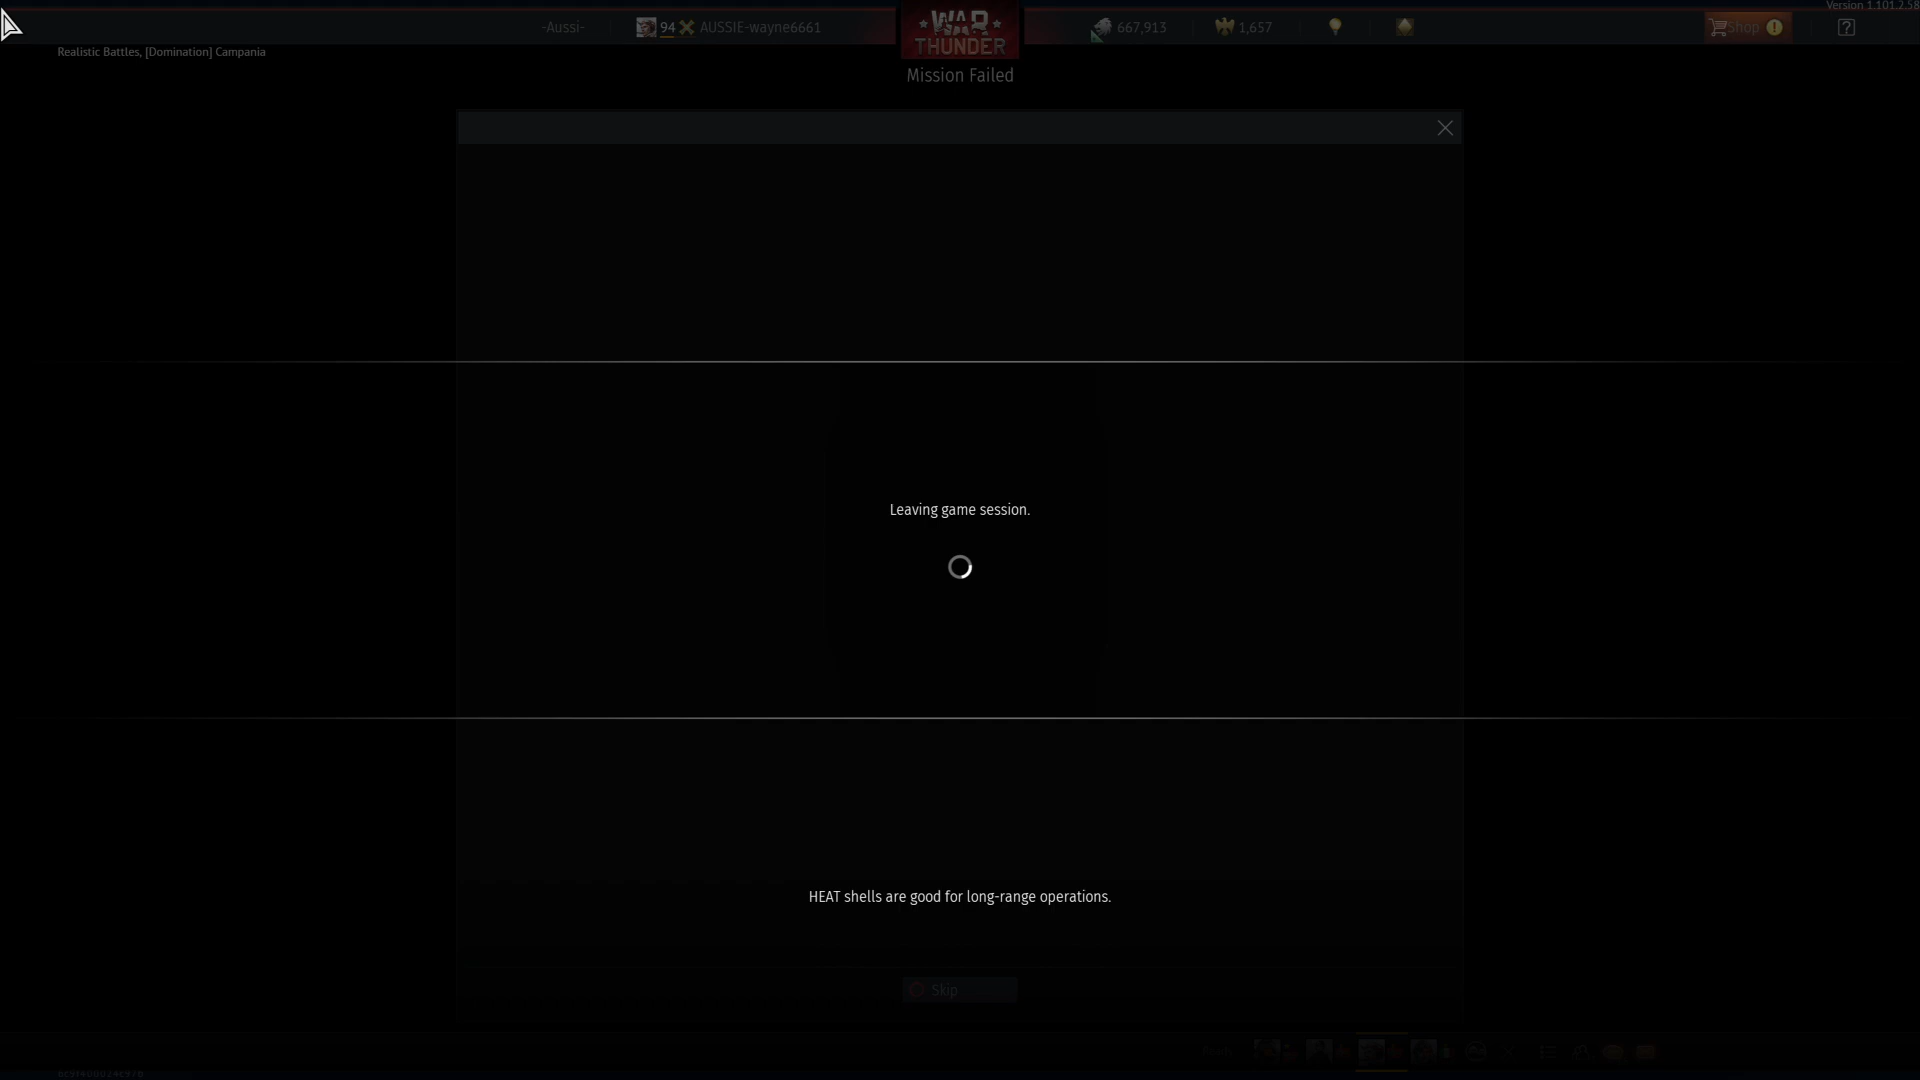 Version 1.101.2.58
-Aussi-
94 AUSSIE-wayne6661
WAR
THUNDER
667,913
1,657
Shop
Realistic Battles, [Domination] Campania
Mission Failed
Leaving game session.
HEAT shells are good for long-range operations.
Skip